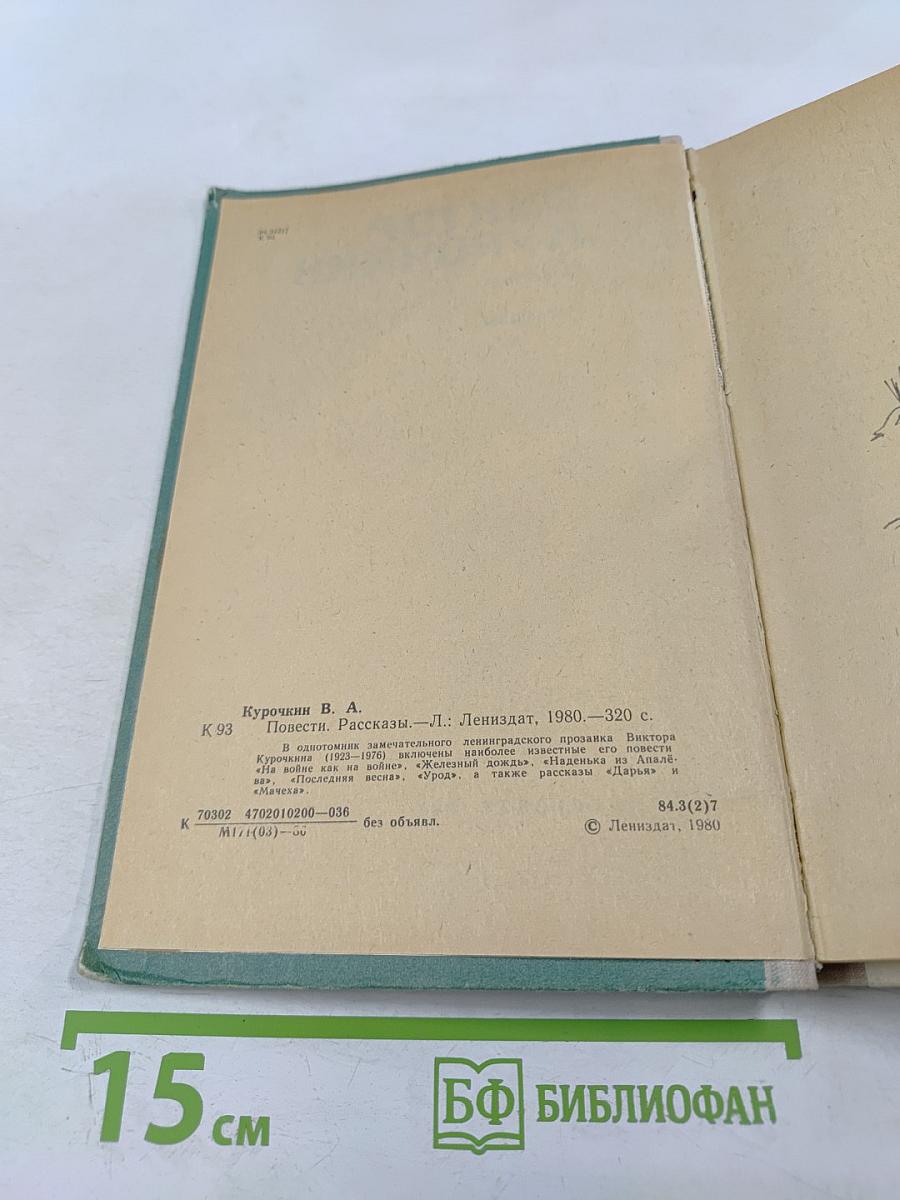 К 93
Курочкин В. А.
Повести. Рассказы.—Л.: Лениздат, 1980.—320 с.
В однотомник замечательного ленинградского прозаика Виктора
Курочкина (1923—1976) включены наиболее известные его повести
«На войне как на войне», «Железный дождь», «Наденька из Апалё-
ва», «Последняя весна», «Урод», а также рассказы «Дарья» и
«Мачеха».
К 70302 4702010200—036 без объявл.
М171(03)—
84.3(2)7
© Лениздат, 1980
15 см
БФ БИБЛИОФАН